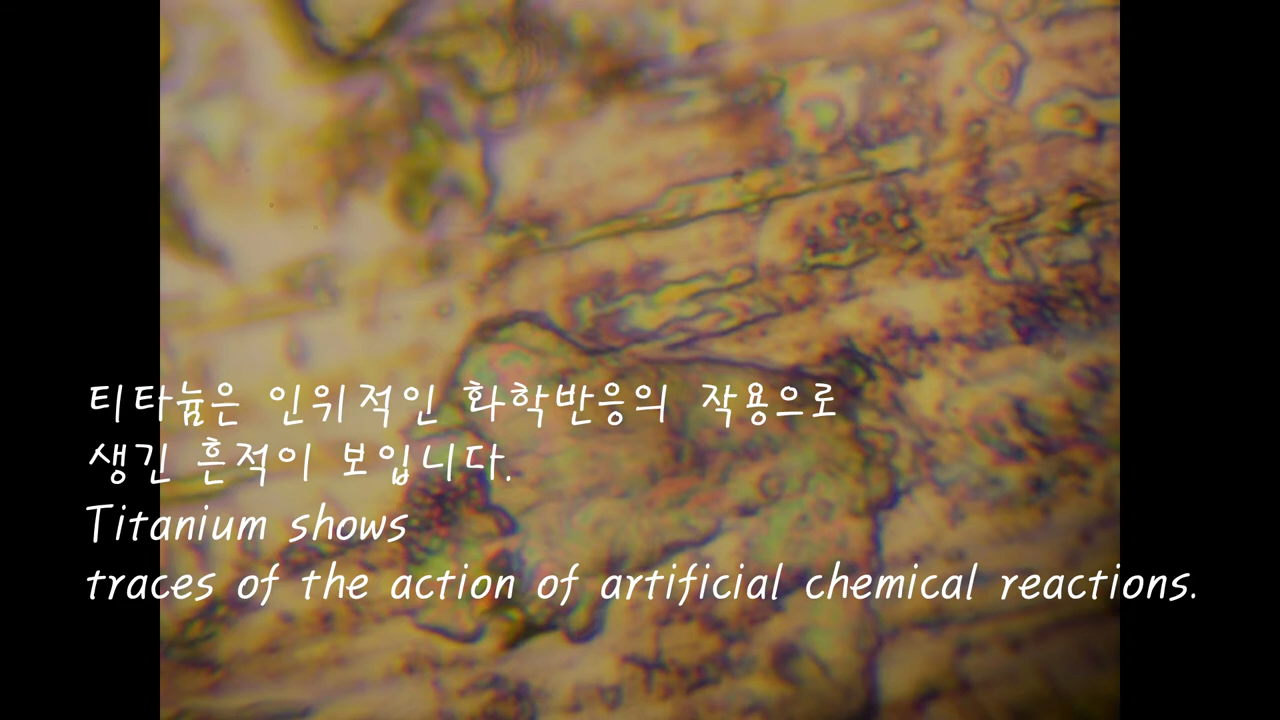 티타늄은 인위적인 화학반응의 작용으로
생긴 흔적이 보입니다.
Titanium shows
traces of the action of artificial chemical reactions.